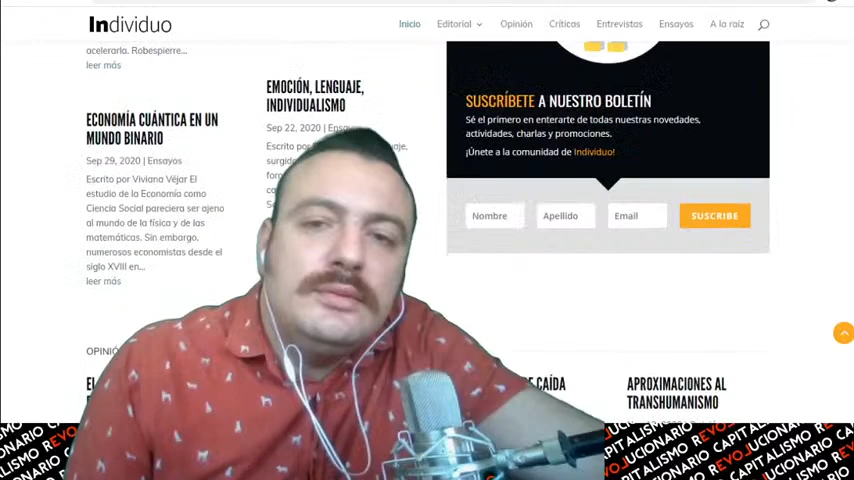 Individuo
Inicio Editorial Opinión Críticas Entrevistas Ensayos A la raíz
acelerarla. Robespierre...
leer más
ECONOMÍA CUÁNTICA EN UN
MUNDO BINARIO
Sep 29, 2020 | Ensayos
Escrito por Viviana Véjar El
estudio de la Economía como
Ciencia Social pareciera ser ajeno
al mundo de la física y de las
matemáticas. Sin embargo,
numerosos economistas desde el
siglo XVIII en...
leer más
EMOCIÓN, LENGUAJE,
INDIVIDUALISMO
Sep 22, 2020 |
Escrito por
SUSCRÍBETE A NUESTRO BOLETÍN
Sé el primero en enterarte de todas nuestras novedades,
actividades, charlas y promociones.
¡Únete a la comunidad de Individuo!
Nombre Apellido Email SUSCRIBE
CAÍDA
APROXIMACIONES AL
TRANSHUMANISMO
CAPITALISMO REVOLUCIONARIO